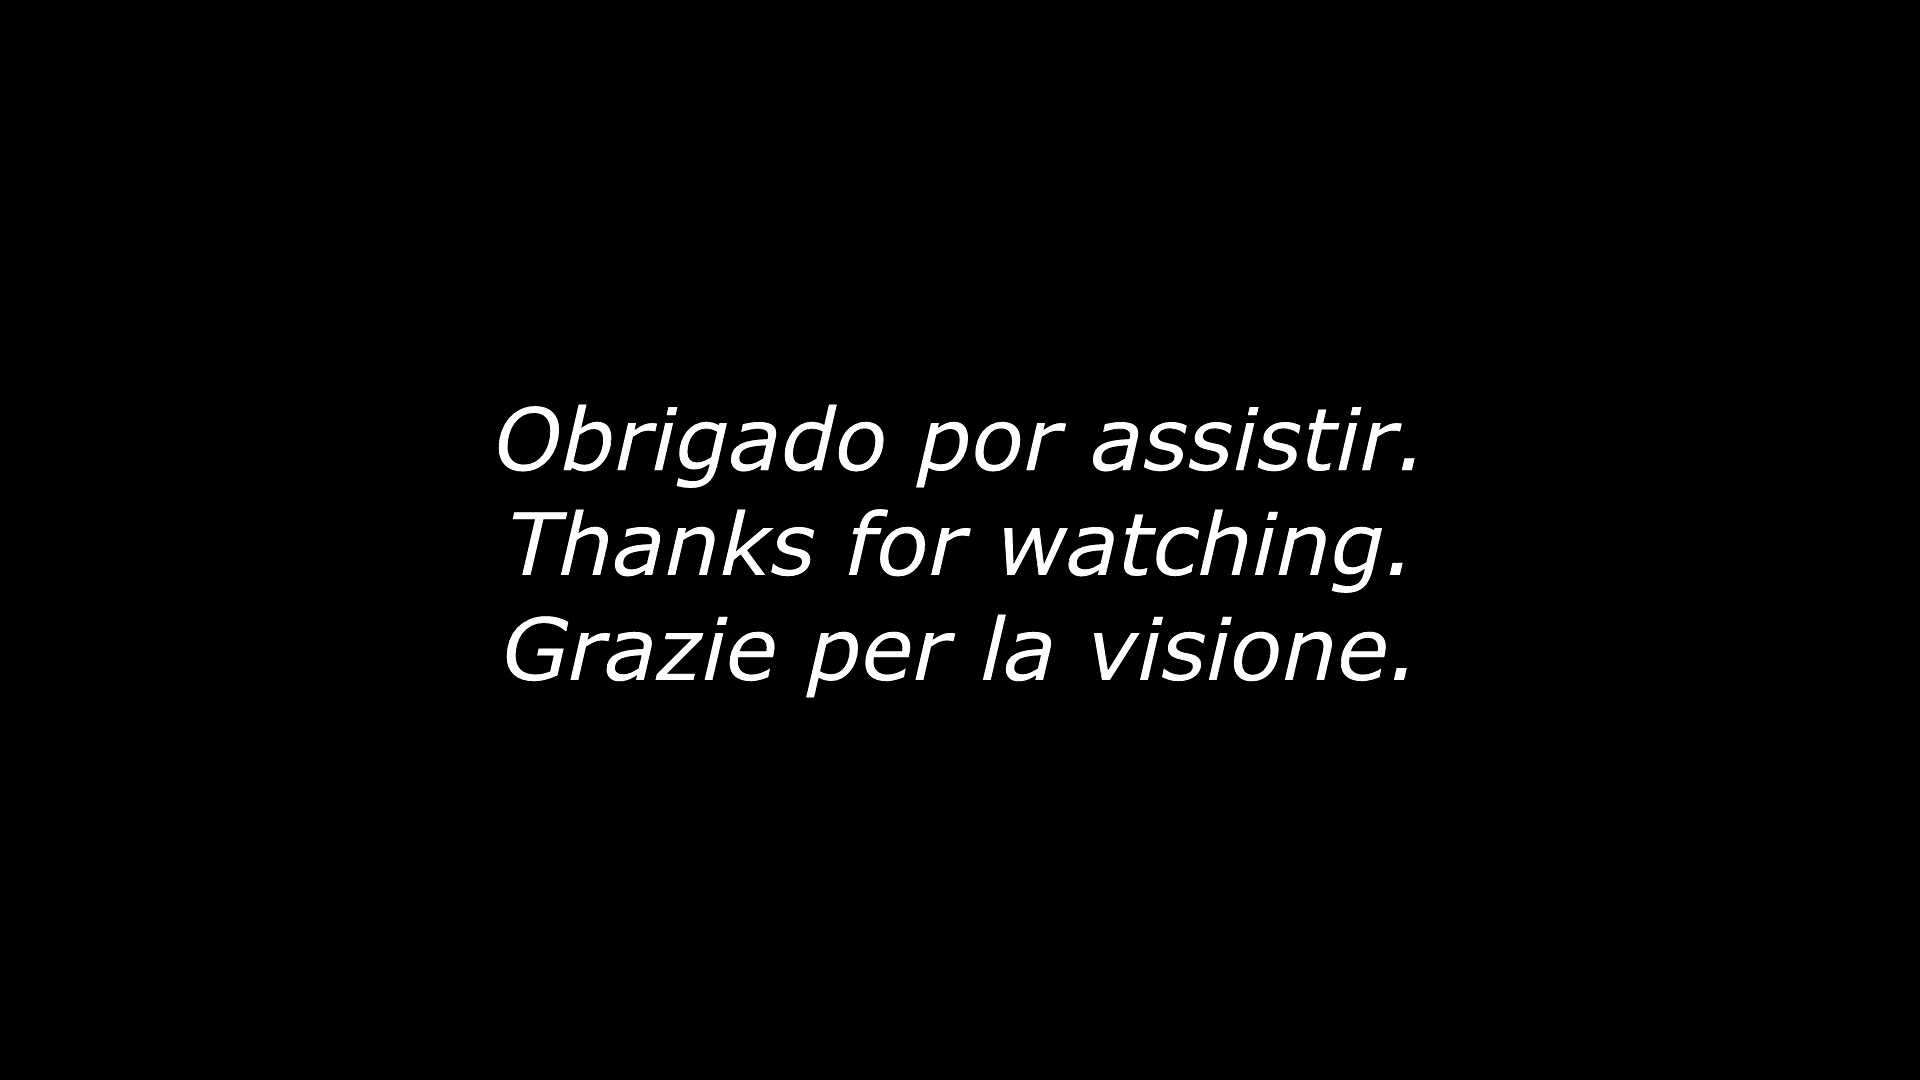 Obrigado por assistir.
Thanks for watching.
Grazie per la visione.